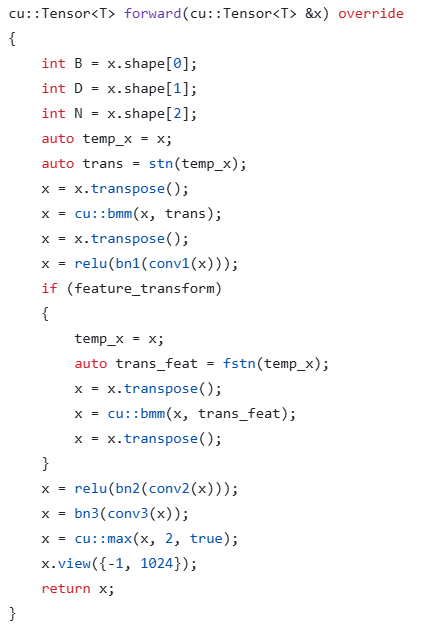 cu::Tensor<T> forward(cu::Tensor<T> &x) override
{
    int B = x.shape[0];
    int D = x.shape[1];
    int N = x.shape[2];
    auto temp_x = x;
    auto trans = stn(temp_x);
    x = x.transpose();
    x = cu::bmm(x, trans);
    x = x.transpose();
    x = relu(bn1(conv1(x)));
    if (feature_transform)
    {
        temp_x = x;
        auto trans_feat = fstn(temp_x);
        x = x.transpose();
        x = cu::bmm(x, trans_feat);
        x = x.transpose();
    }
    x = relu(bn2(conv2(x)));
    x = bn3(conv3(x));
    x = cu::max(x, 2, true);
    x.view({-1, 1024});
    return x;
}